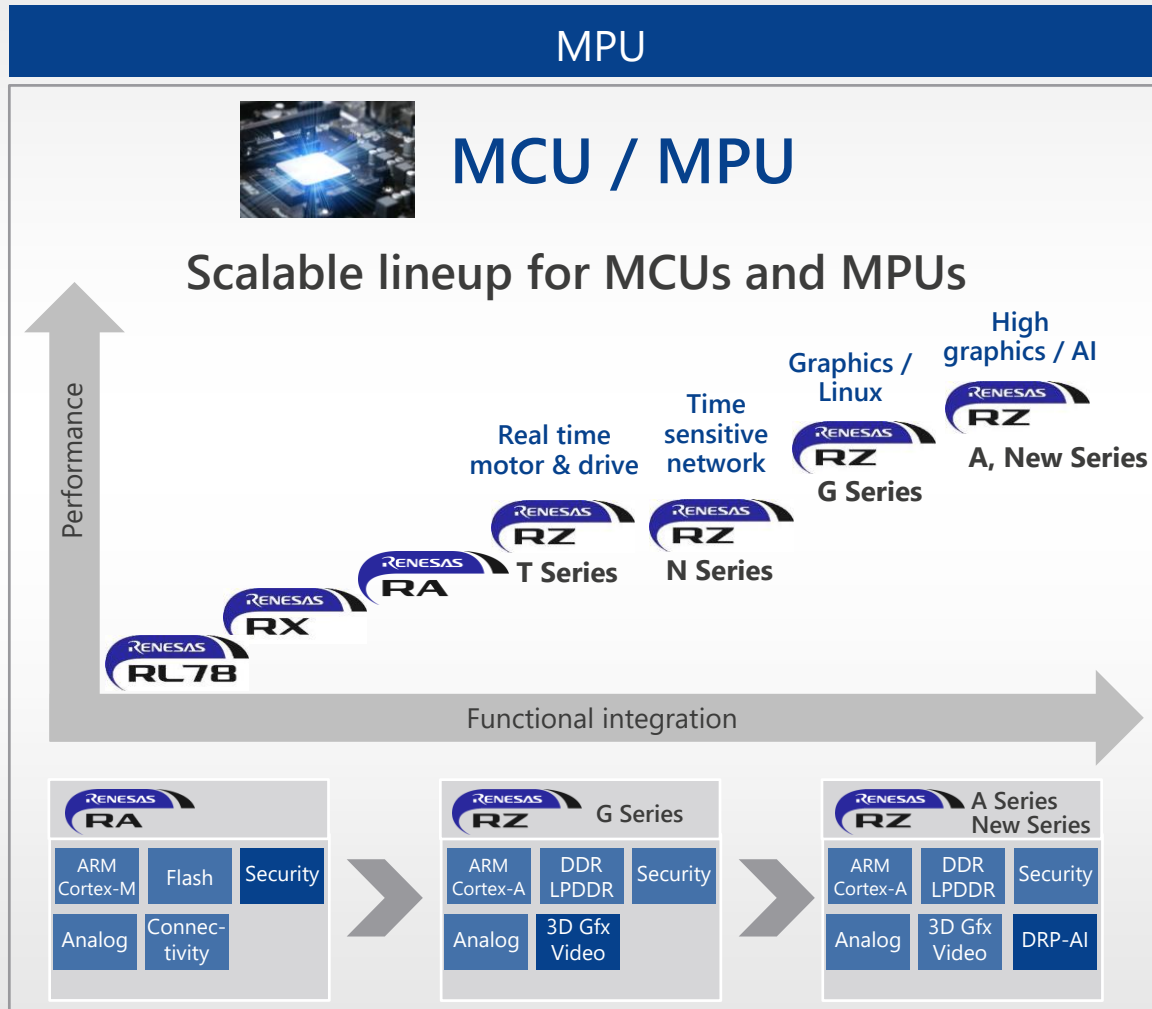 MPU
MCU / MPU
Scalable lineup for MCUs and MPUs
Performance
High
graphics / AI
RENESAS
RZ
A, New Series
Graphics /
Linux
RENESAS
RZ
G Series
Time
sensitive
network
RENESAS
RZ
N Series
Real time
motor & drive
RENESAS
RZ
T Series
RENESAS
RA
RENESAS
RX
RENESAS
RL78
Functional integration
RENESAS
RA
ARM
Cortex-M
Flash
Security
Analog
Connec-
tivity
RENESAS
RZ
G Series
ARM
Cortex-A
DDR
LPDDR
Security
Analog
3D Gfx
Video
RENESAS
RZ
A Series
New Series
ARM
Cortex-A
DDR
LPDDR
Security
Analog
3D Gfx
Video
DRP-AI